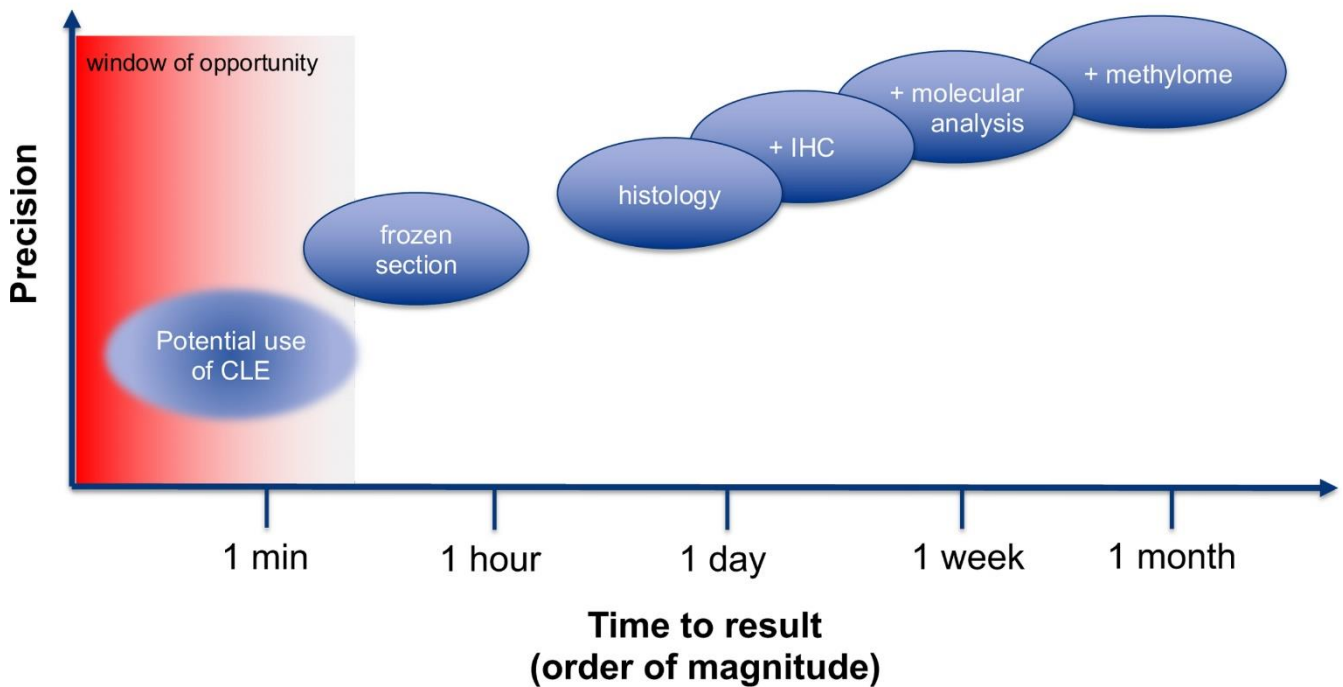 window of opportunity
Precision
Potential use
of CLE
frozen
section
histology
+ IHC
+ molecular
analysis
+ methylome
1 min
1 hour
1 day
1 week
1 month
Time to result
(order of magnitude)